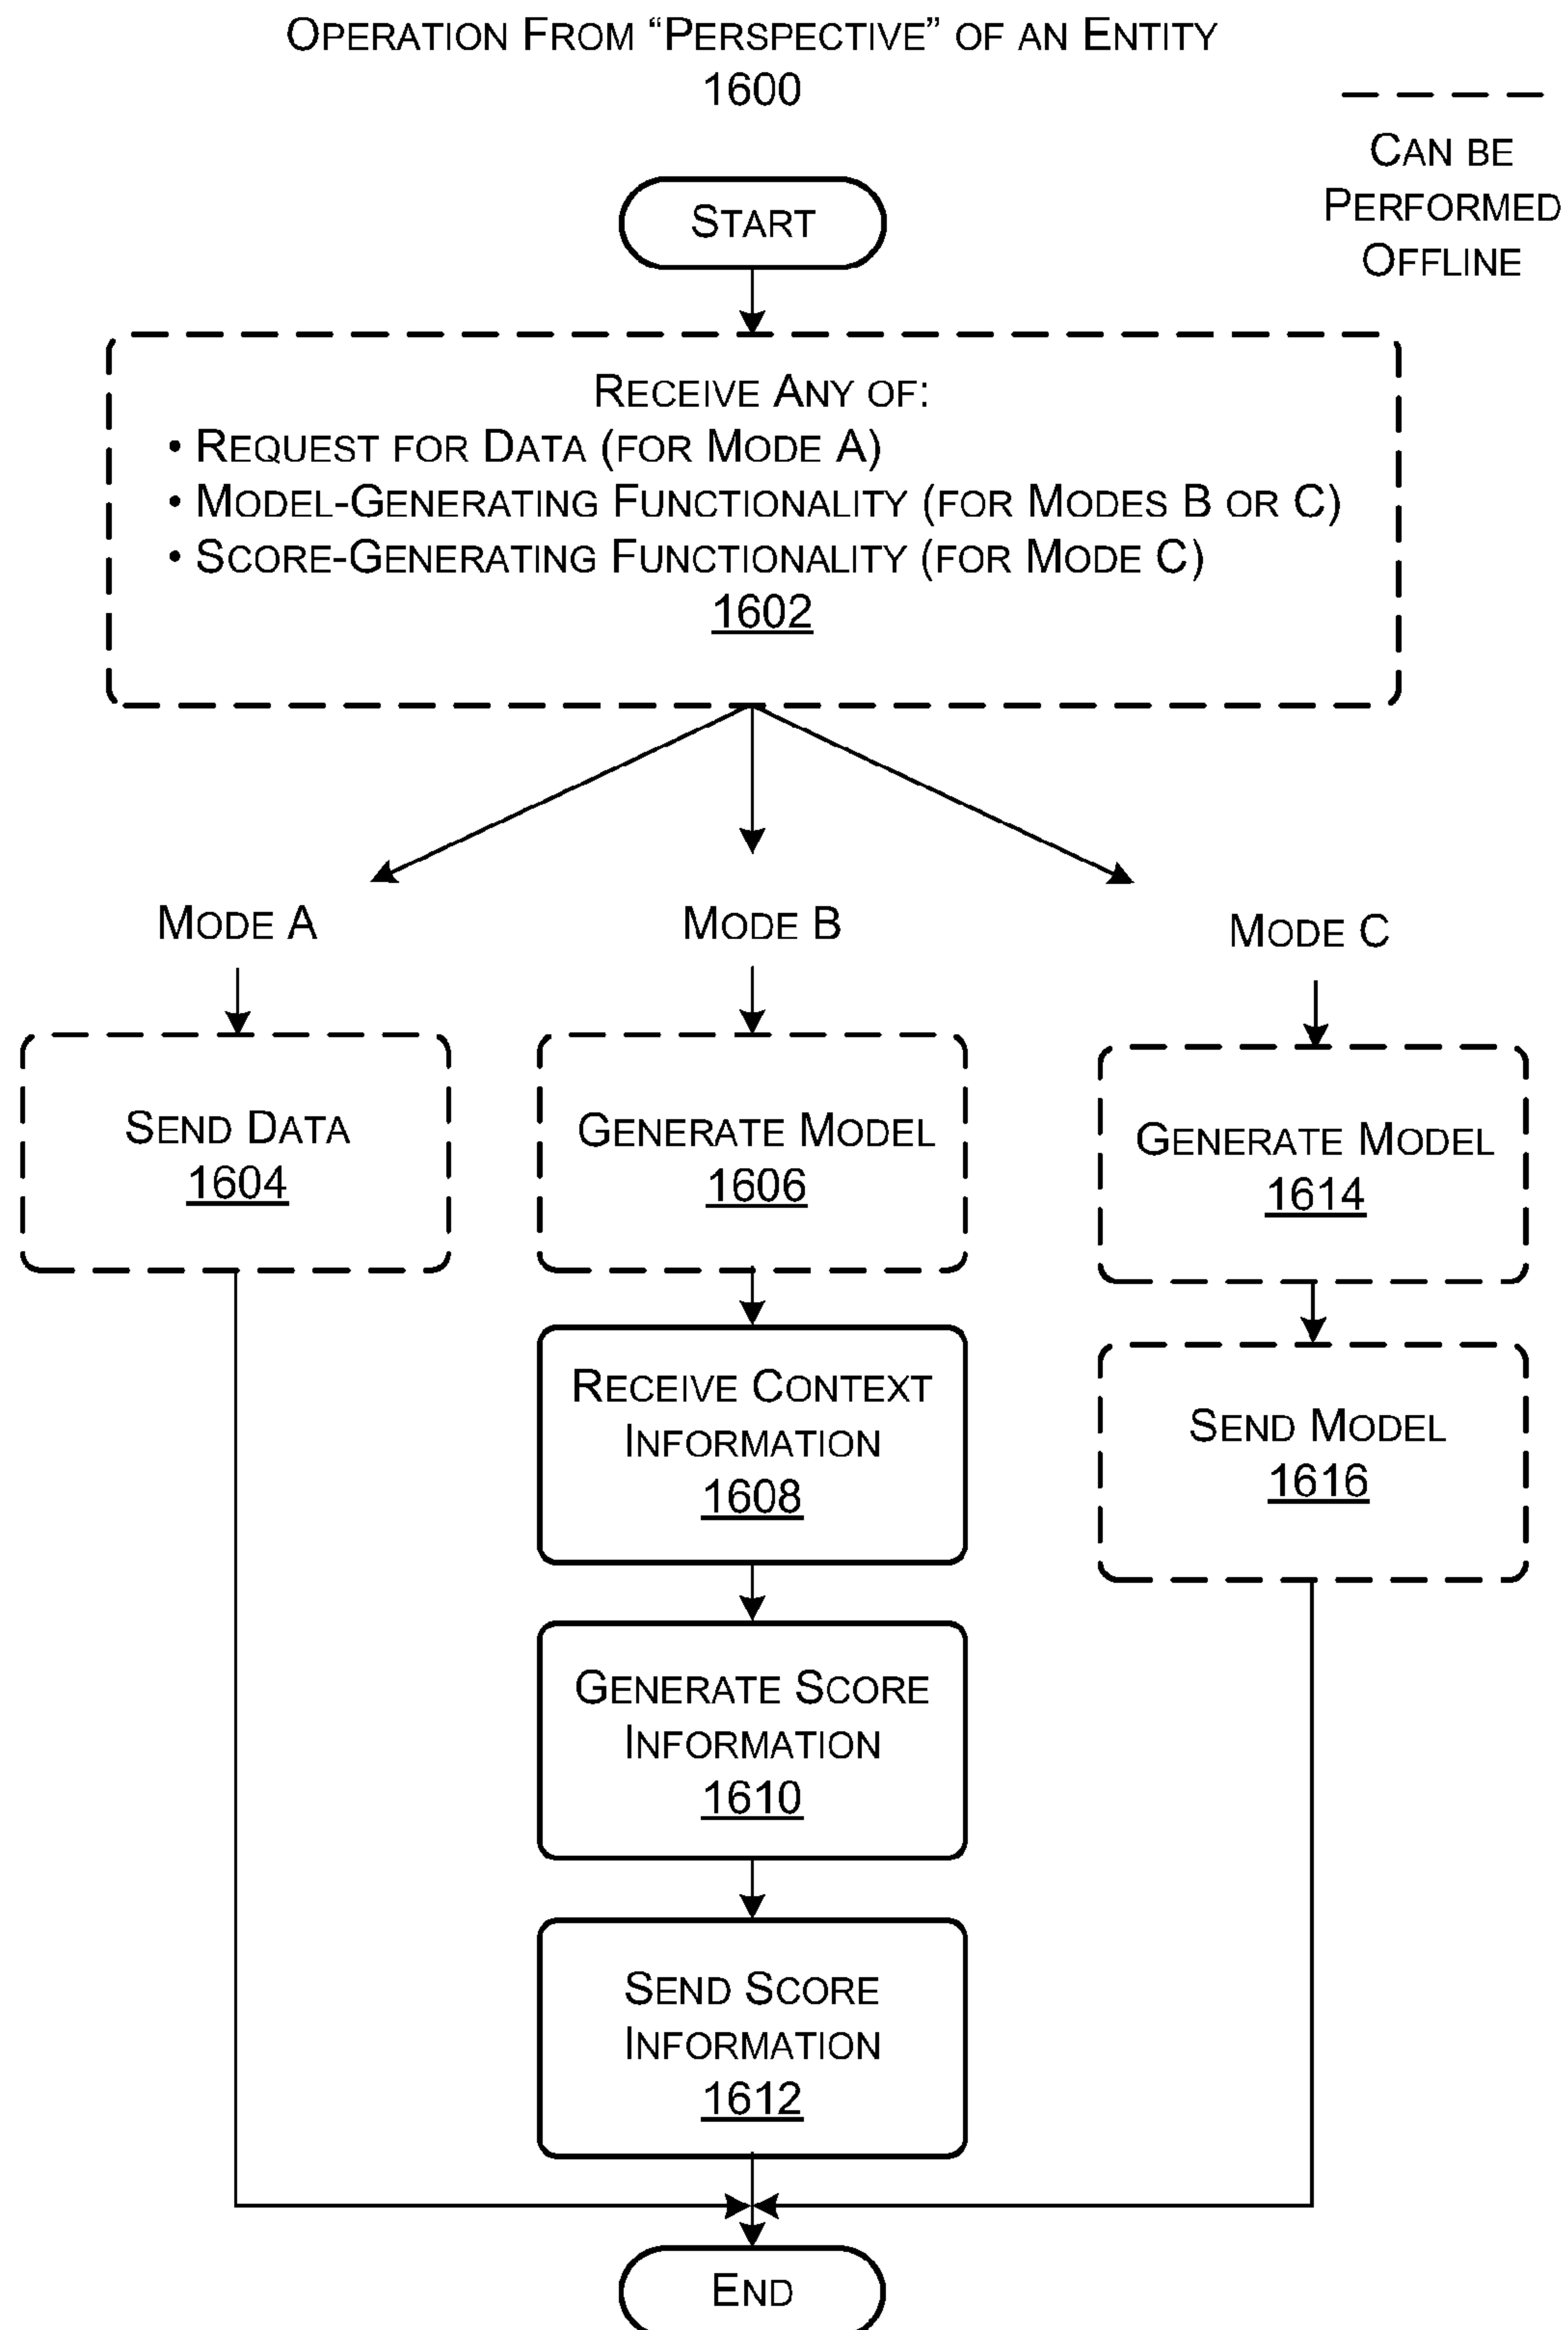 OPERATION FROM “PERSPECTIVE” OF AN ENTITY
1600
CAN BE
PERFORMED
OFFLINE
START
RECEIVE ANY OF:
• REQUEST FOR DATA (FOR MODE A)
• MODEL-GENERATING FUNCTIONALITY (FOR MODES B OR C)
• SCORE-GENERATING FUNCTIONALITY (FOR MODE C)
1602
MODE A
MODE B
MODE C
SEND DATA
1604
GENERATE MODEL
1606
GENERATE MODEL
1614
RECEIVE CONTEXT
INFORMATION
1608
SEND MODEL
1616
GENERATE SCORE
INFORMATION
1610
SEND SCORE
INFORMATION
1612
END